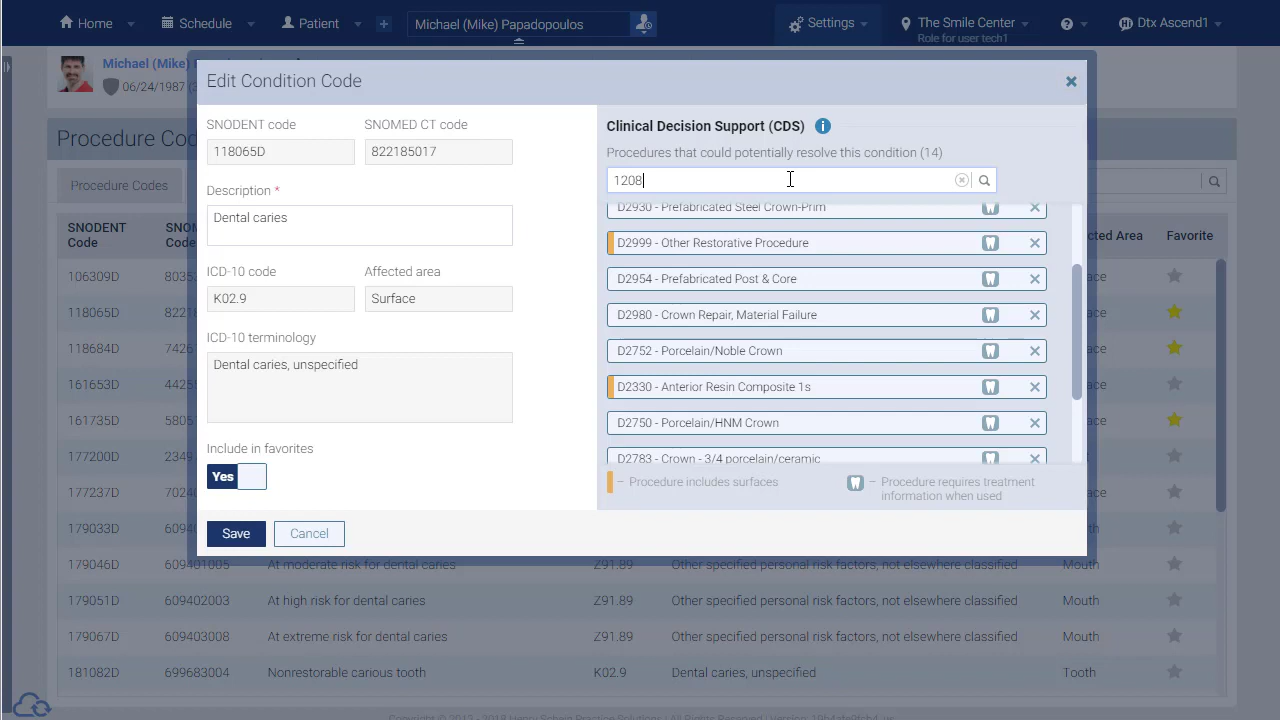 Home
Schedule
Patient
Michael (Mike) Papadopoulos
Settings
The Smile Center
Role for user tech1
Dtx Ascend1
Michael (Mike)
06/24/1987
Procedure Cod
Procedure Codes
SNODENT
Code
106309D
118065D
118684D
161653D
161735D
177200D
177237D
179033D
Edit Condition Code
SNODENT code
SNOMED CT code
118065D
822185017
Description *
Dental caries
ICD-10 code
Affected area
K02.9
Surface
ICD-10 terminology
Dental caries, unspecified
Include in favorites
Yes
Save
Cancel
Clinical Decision Support (CDS)
Procedures that could potentially resolve this condition (14)
1208
D2930 - Prefabricated Steel Crown-Prim
D2999 - Other Restorative Procedure
D2954 - Prefabricated Post & Core
D2980 - Crown Repair, Material Failure
D2752 - Porcelain/Noble Crown
D2330 - Anterior Resin Composite 1s
D2750 - Porcelain/HNM Crown
D2783 - Crown - 3/4 porcelain/ceramic
– Procedure includes surfaces
– Procedure requires treatment
information when used
Area
Favorite
179046D 609401005 At moderate risk for dental caries Z91.89 Other specified personal risk factors, not elsewhere classified Mouth
179051D 609402003 At high risk for dental caries Z91.89 Other specified personal risk factors, not elsewhere classified Mouth
179067D 609403008 At extreme risk for dental caries Z91.89 Other specified personal risk factors, not elsewhere classified Mouth
181082D 699683004 Nonrestorable carious tooth K02.9 Dental caries, unspecified Tooth